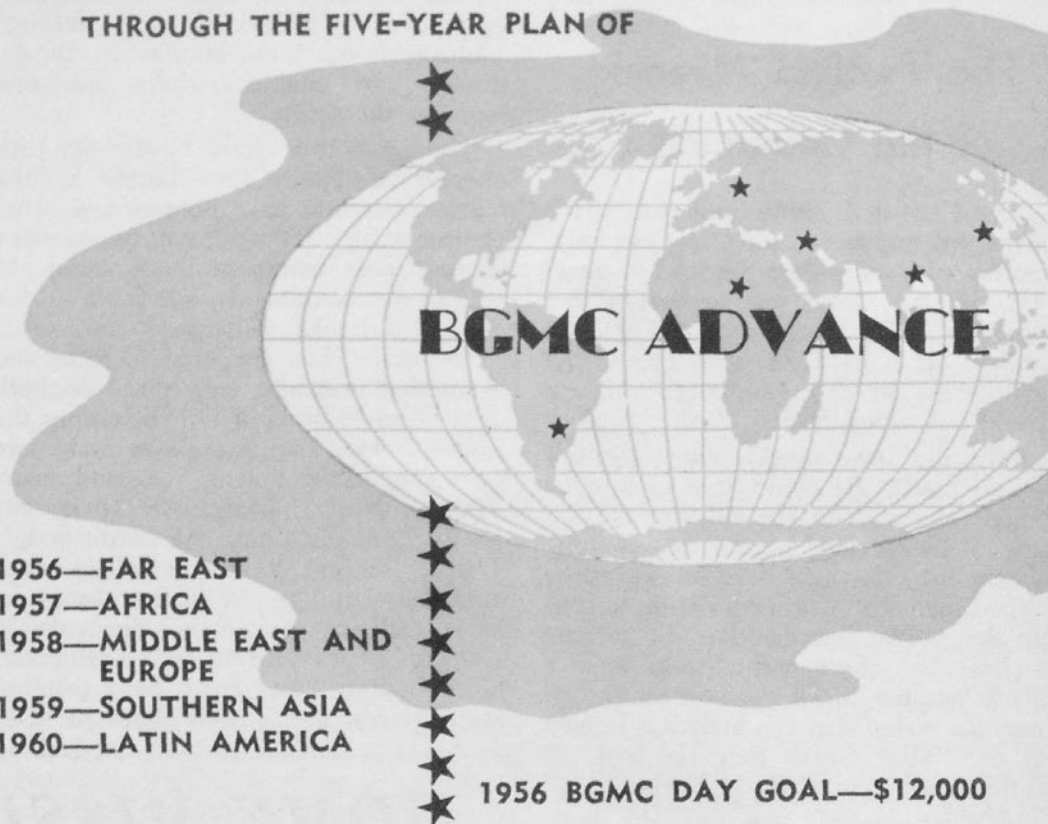 THROUGH THE FIVE-YEAR PLAN OF
BGMC ADVANCE
1956—FAR EAST
1957—AFRICA
1958—MIDDLE EAST AND
EUROPE
1959—SOUTHERN ASIA
1960—LATIN AMERICA
1956 BGMC DAY GOAL—$12,000